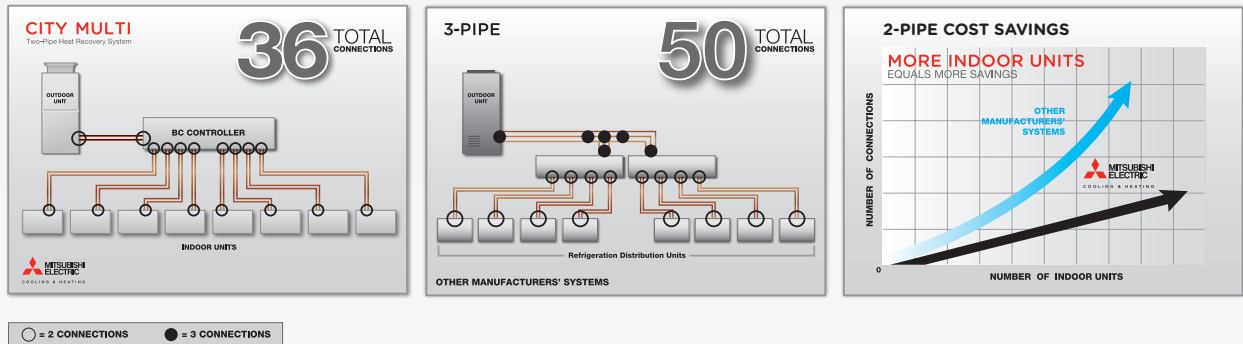 CITY MULTI
Two-Pipe Heat Recovery System
36 TOTAL
CONNECTIONS
OUTDOOR
UNIT
BC CONTROLLER
INDOOR UNITS
MITSUBISHI
ELECTRIC
COOLING & HEATING
3-PIPE
50 TOTAL
CONNECTIONS
OUTDOOR
UNIT
Refrigeration Distribution Units
OTHER MANUFACTURERS' SYSTEMS
2-PIPE COST SAVINGS
MORE INDOOR UNITS
EQUALS MORE SAVINGS
OTHER
MANUFACTURERS'
SYSTEMS
MITSUBISHI
ELECTRIC
COOLING & HEATING
NUMBER OF CONNECTIONS
0
NUMBER OF INDOOR UNITS
= 2 CONNECTIONS
= 3 CONNECTIONS